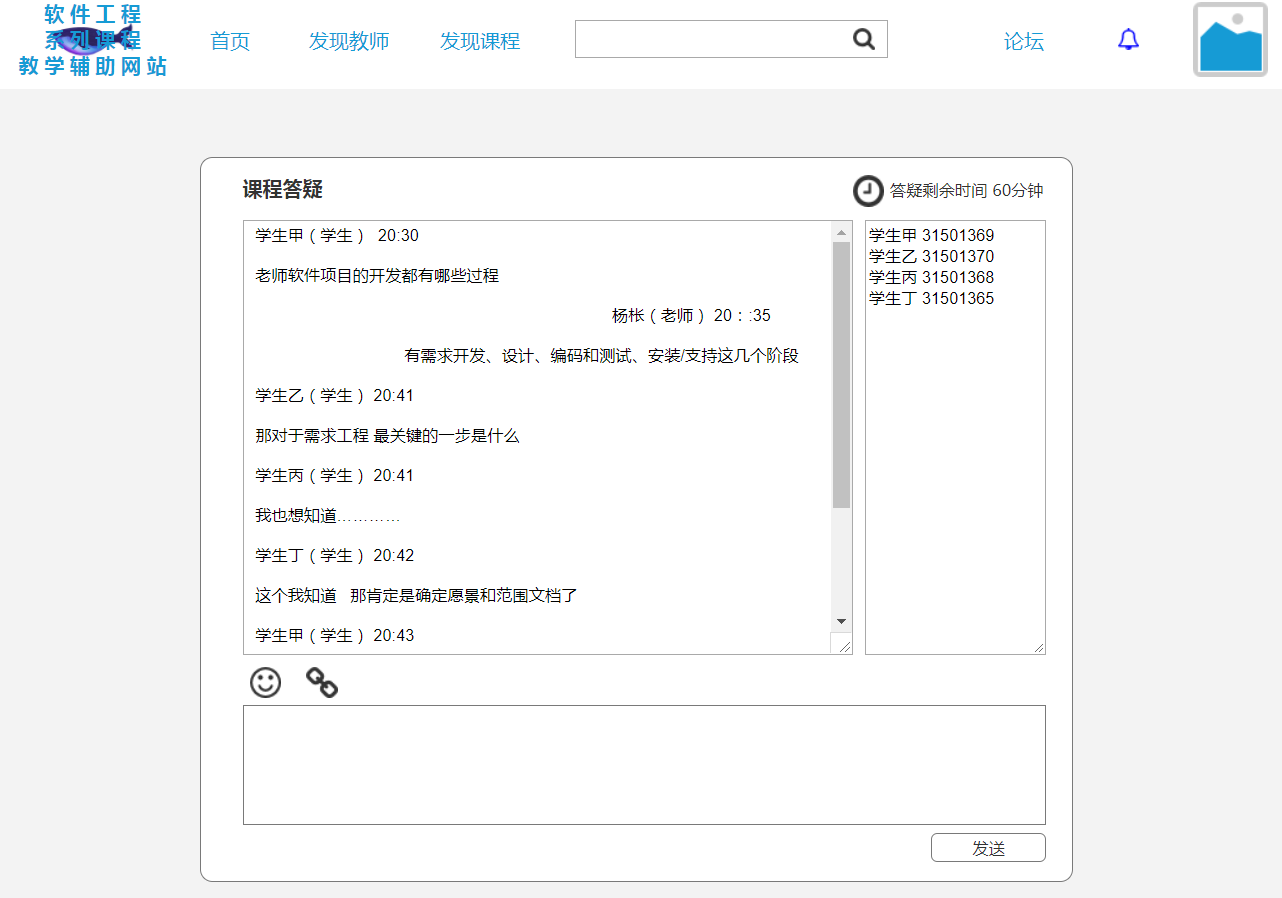 软件工程
系列课程
教学辅助网站
首页
发现教师
发现课程
论坛
课程答疑
答疑剩余时间 60分钟
学生甲（学生） 20:30
老师软件项目的开发都有哪些过程
杨枨（老师） 20：:35
有需求开发、设计、编码和测试、安装/支持这几个阶段
学生乙（学生） 20:41
那对于需求工程 最关键的一步是什么
学生丙（学生） 20:41
我也想知道…………
学生丁（学生） 20:42
这个我知道 那肯定是确定愿景和范围文档了
学生甲（学生） 20:43
学生甲 31501369
学生乙 31501370
学生丙 31501368
学生丁 31501365
发送